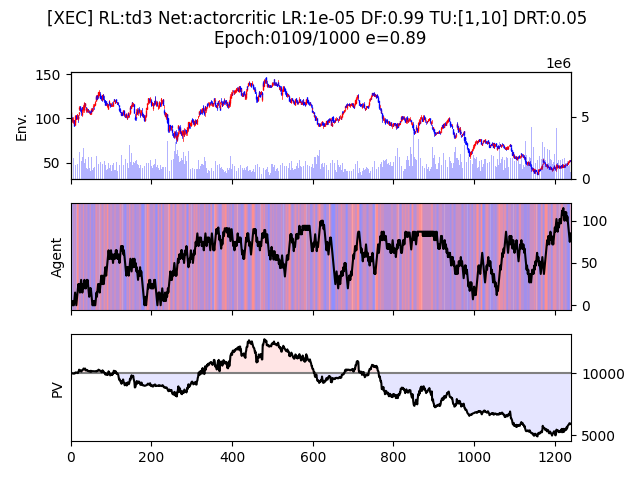 [XEC] RL:td3 Net:actorcritic LR:1e-05 DF:0.99 TU:[1,10] DRT:0.05
Epoch:0109/1000 e=0.89
1e6
150
100
50
Env.
5
0
Agent
100
50
0
PV
10000
5000
0 200 400 600 800 1000 1200